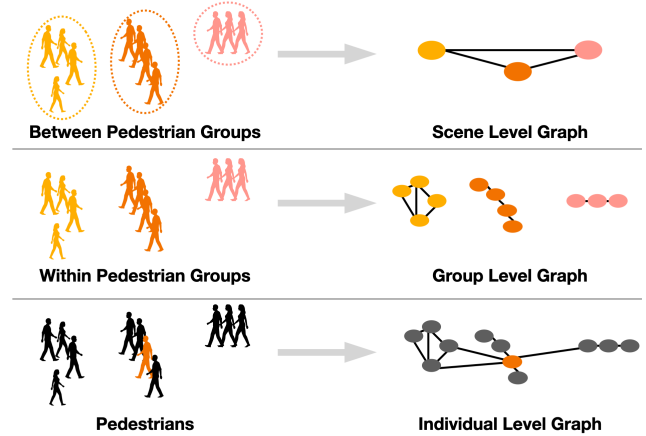 Between Pedestrian Groups
Scene Level Graph
Within Pedestrian Groups
Group Level Graph
Pedestrians
Individual Level Graph